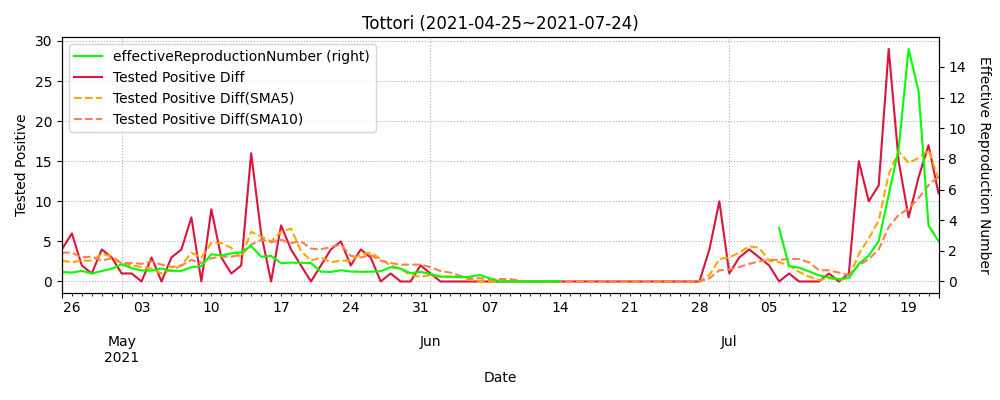 Tottori (2021-04-25~2021-07-24)
effectiveReproductionNumber (right)
Tested Positive Diff
Tested Positive Diff(SMA5)
Tested Positive Diff(SMA10)
Tested Positive
30
25
20
15
10
5
0
14
12
10
8
6
4
2
0
Effective Reproduction Number
26 03 10 17 24 31 07 14 21 28 05 12 19
May Jun Jul
2021
Date